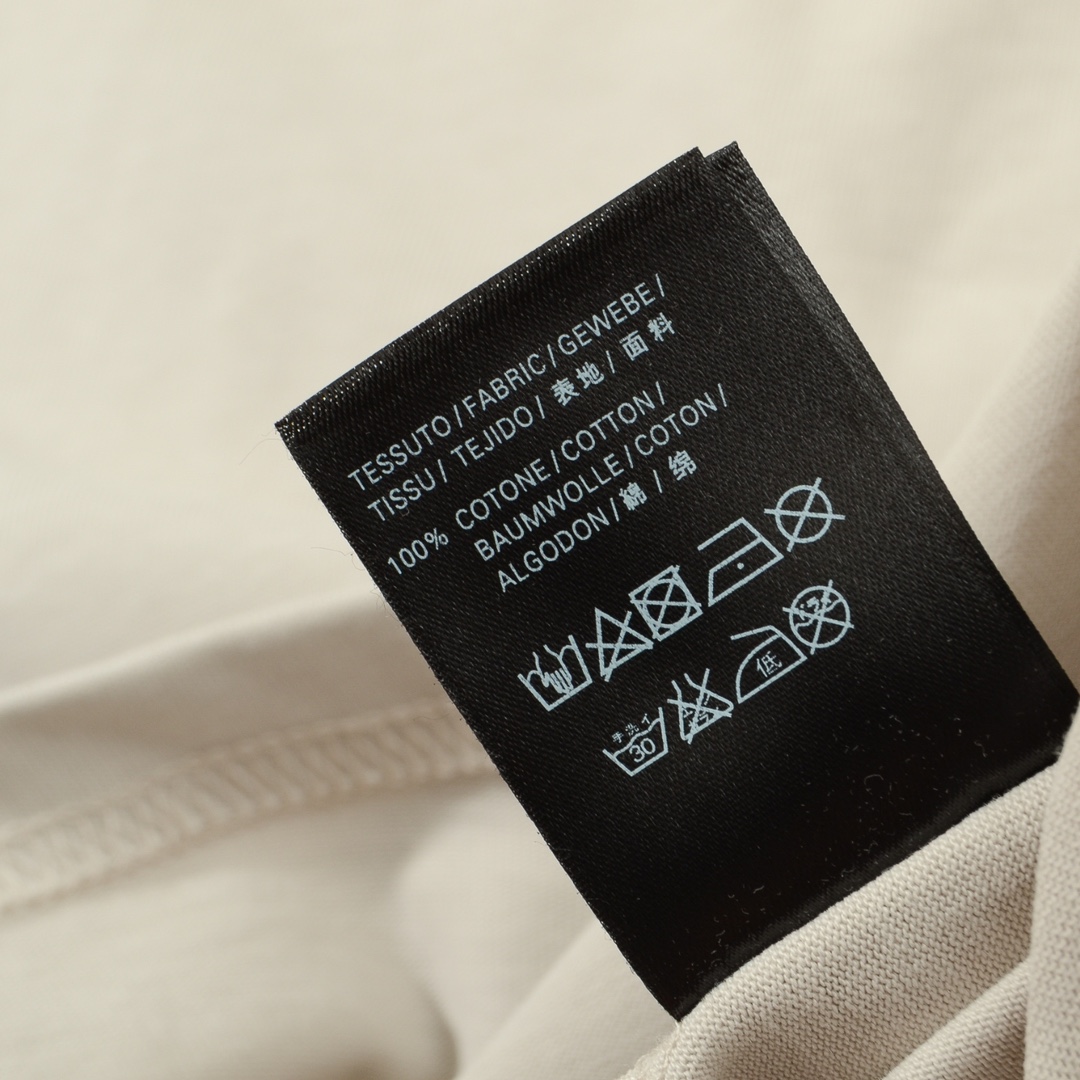 TESSUTO / FABRIC / GEWEBE /
TISSU / TEJIDO / 表地 / 面料
100% COTONE / COTTON /
BAUMWOLLE / COTON /
ALGODON / 綿 / 绵
手洗イ
30
低